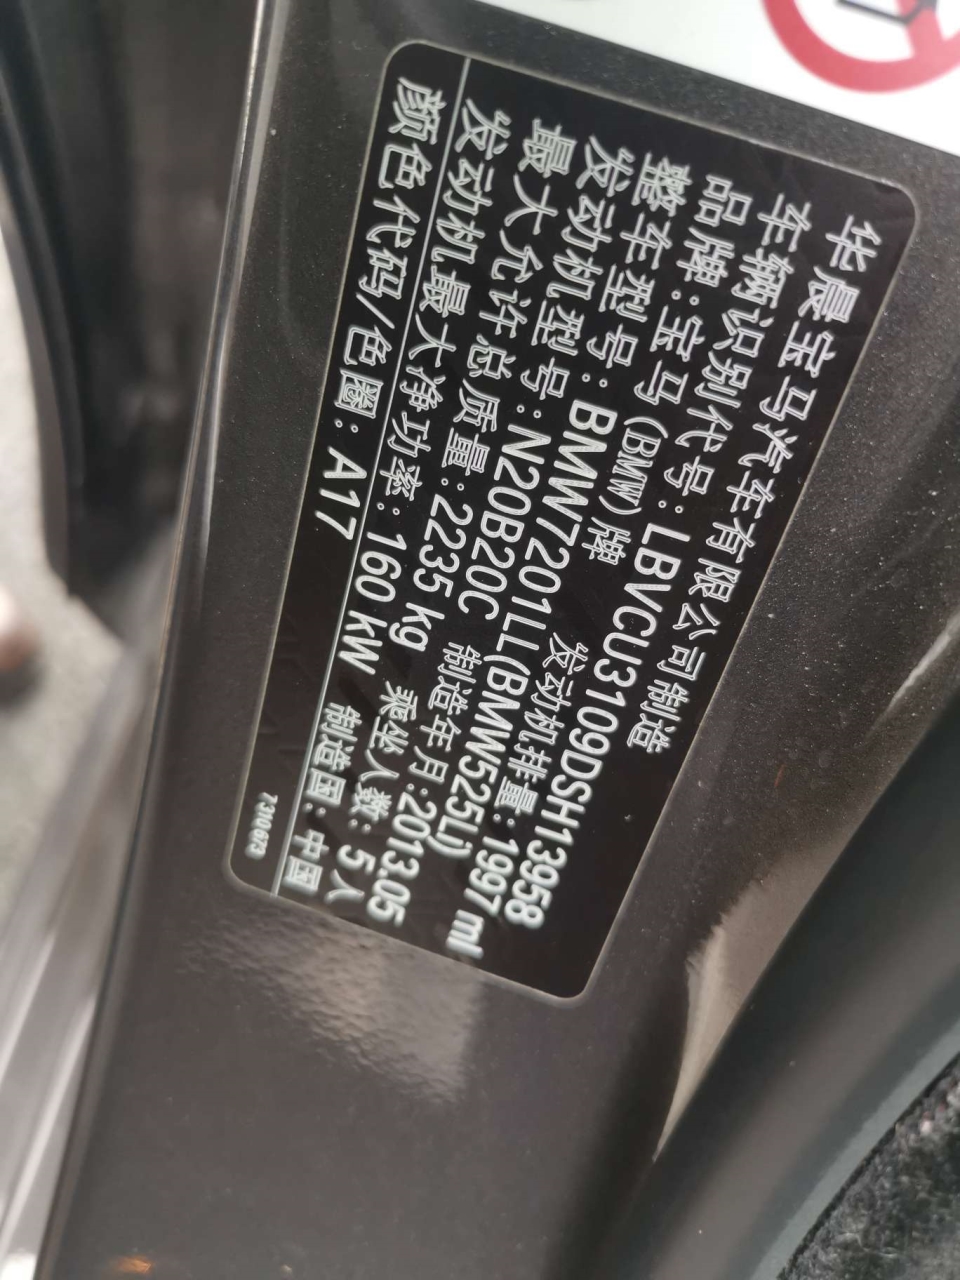 华晨宝马汽车有限公司制造
车辆识别代号: LBVCU3109DSH13958
品牌: 宝马(BMW)牌 发动机排量: 1997 ml
整车型号: BMW7201LL(BMW525Li)
发动机型号: N20B20C 制造年月: 2013.05
最大允许总质量: 2235 kg 乘坐人数: 5 人
发动机最大净功率: 160 kW 制造国: 中国
颜色代码/色圈: A17
7310673